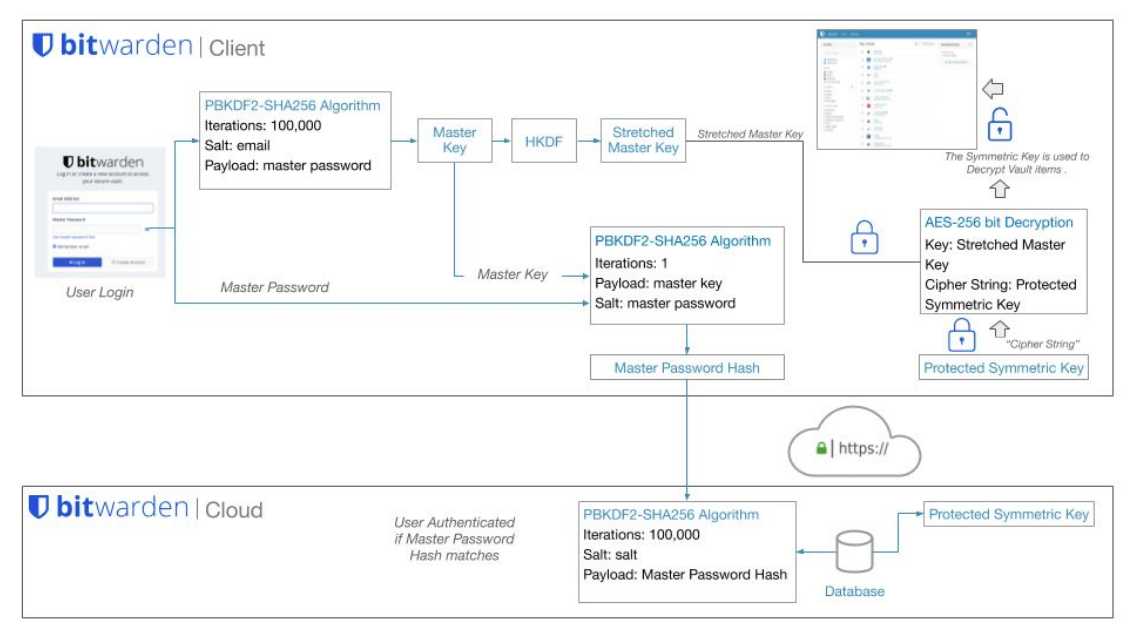 bitwarden | Client
PBKDF2-SHA256 Algorithm
Iterations: 100,000
Salt: email
Payload: master password
Master
Key
HKDF
Stretched
Master Key
Stretched Master Key
The Symmetric Key is used to
Decrypt Vault items .
bitwarden
Log in or create a new account to access
your secure vault.
Email Address
Master Password
Remember email
Log In
Create Account
User Login
Master Password
Master Key
PBKDF2-SHA256 Algorithm
Iterations: 1
Payload: master key
Salt: master password
AES-256 bit Decryption
Key: Stretched Master
Key
Cipher String: Protected
Symmetric Key
"Cipher String"
Protected Symmetric Key
Master Password Hash
https://
bitwarden | Cloud
User Authenticated
if Master Password
Hash matches
PBKDF2-SHA256 Algorithm
Iterations: 100,000
Salt: salt
Payload: Master Password Hash
Database
Protected Symmetric Key